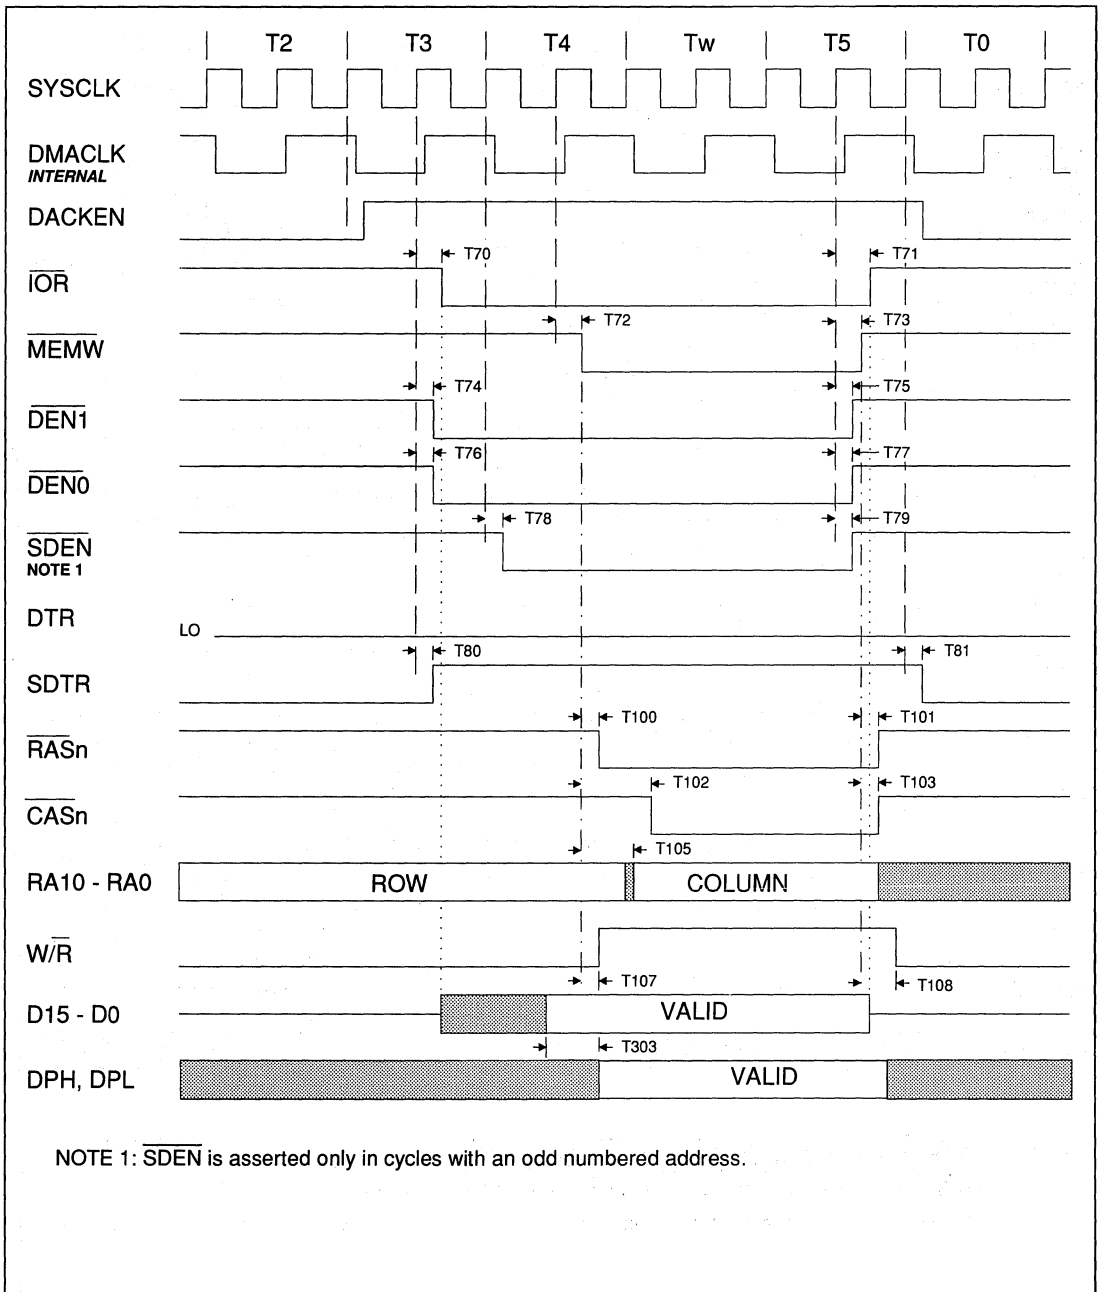 T2 T3 T4 Tw T5 T0
SYSCLK
DMACLK
INTERNAL
DACKEN
T70 T71
IOR
T72 T73
MEMW
T74 T75
DEN1
T76 T77
DEN0
T78 T79
SDEN
NOTE 1
DTR
LO
T80 T81
SDTR
T100 T101
RASn
T102 T103
CASn
T105
RA10 - RA0 ROW COLUMN
W/R
T107 T108
D15 - D0 VALID
T303
DPH, DPL VALID
NOTE 1: SDEN is asserted only in cycles with an odd numbered address.